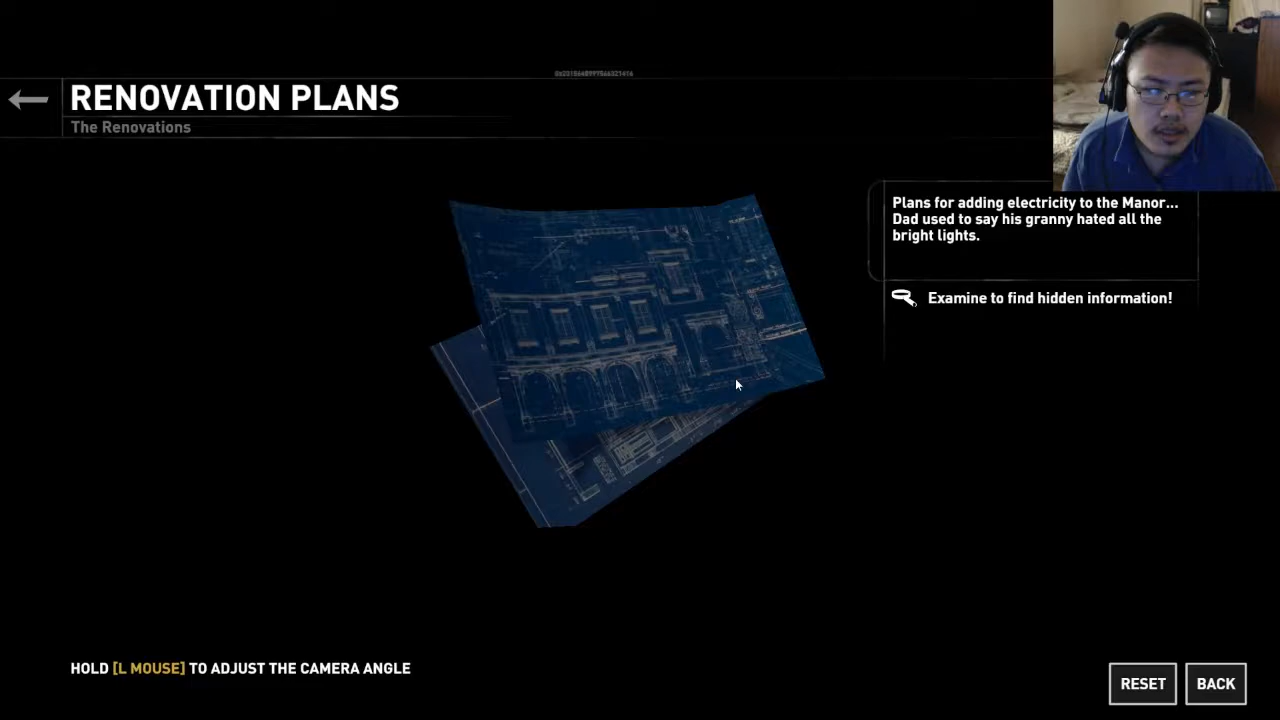 RENOVATION PLANS
The Renovations
Plans for adding electricity to the Manor...
Dad used to say his granny hated all the
bright lights.
Examine to find hidden information!
HOLD [L MOUSE] TO ADJUST THE CAMERA ANGLE
RESET
BACK